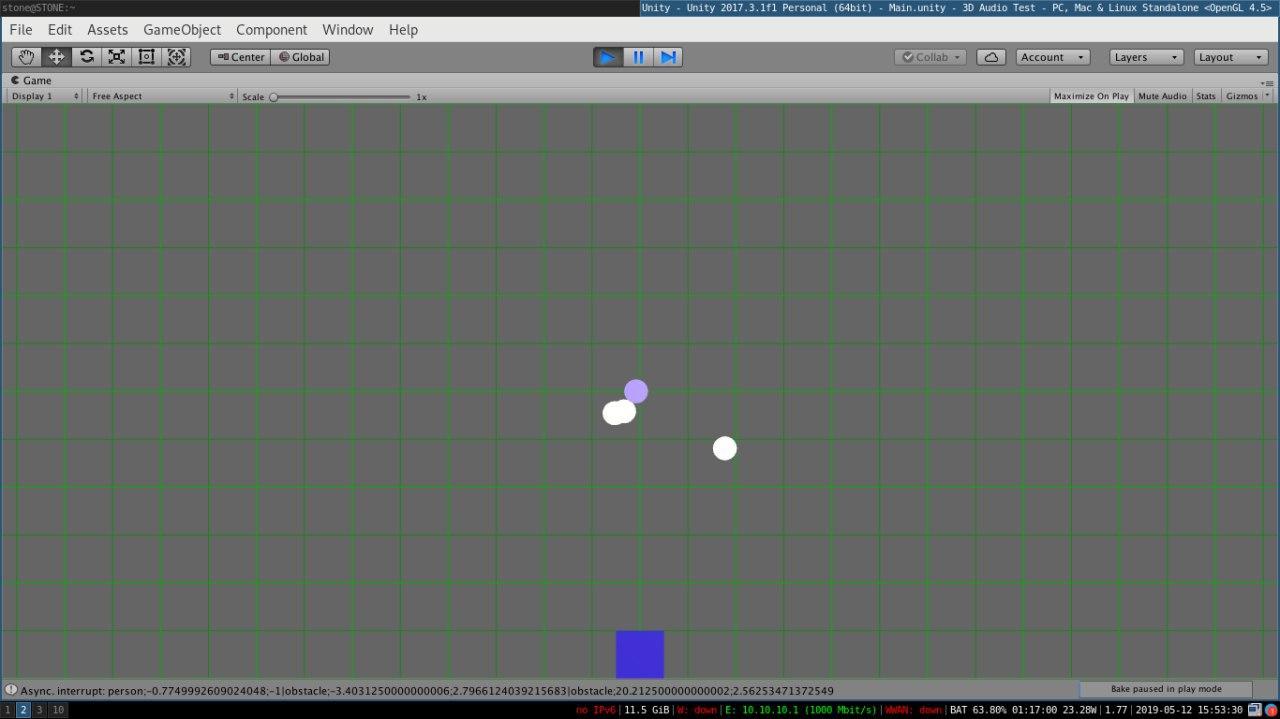 stone@STONE:~
Unity - Unity 2017.3.1f1 Personal (64bit) - Main.unity - 3D Audio Test - PC, Mac & Linux Standalone <OpenGL 4.5>
File Edit Assets GameObject Component Window Help
Center Global Collab Account Layers Layout
Game
Display 1 Free Aspect Scale 1x Maximize On Play Mute Audio Stats Gizmos
Async. interrupt: person;-0.7749992609024048;-1|obstacle;-3.4031250000000006;2.7966124039215683|obstacle;20.212500000000002;2.56253471372549
Bake paused in play mode
1 2 3 10 no IPv6|11.5 GiB|W: down|E: 10.10.10.1 (1000 Mbit/s)|WWAN: down|BAT 63.80% 01:17:00 23.28W|1.77|2019-05-12 15:53:30